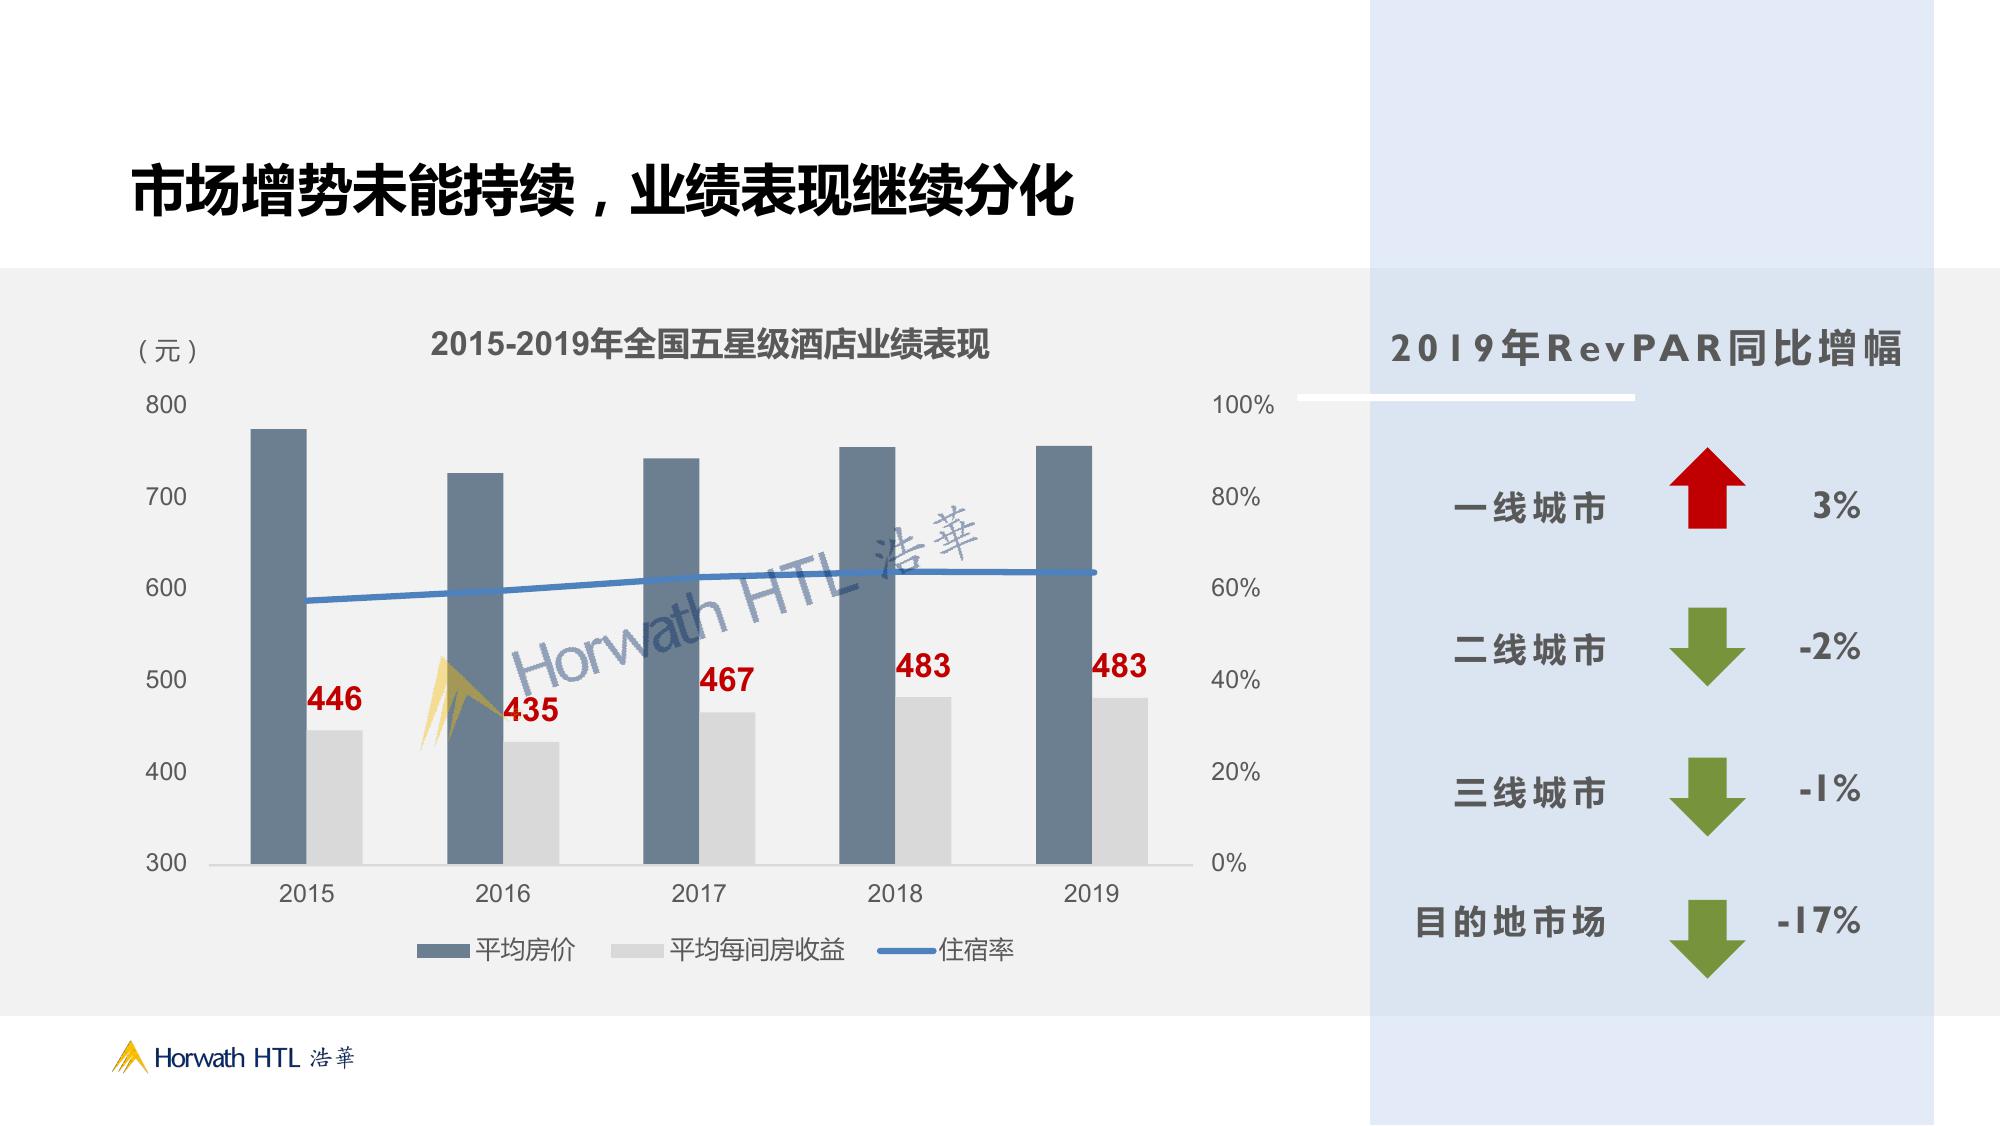 市场增势未能持续，业绩表现继续分化
（元）
2015-2019年全国五星级酒店业绩表现
800
700
600
500
400
300
100%
80%
60%
40%
20%
0%
446
435
467
483
483
2015
2016
2017
2018
2019
平均房价
平均每间房收益
住宿率
Horwath HTL 浩華
2019年RevPAR同比增幅
一线城市 3%
二线城市 -2%
三线城市 -1%
目的地市场 -17%
Horwath HTL 浩華